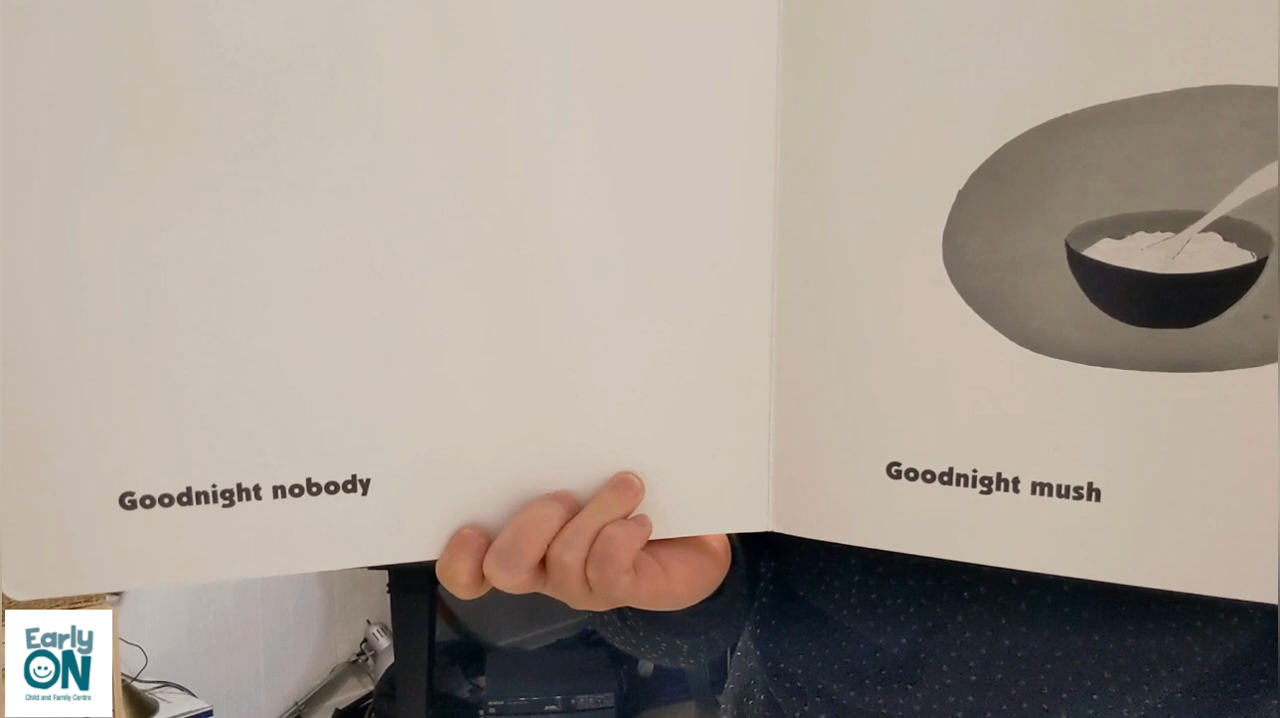 Goodnight nobody
Goodnight mush
Early
ON
Child and Family Centre